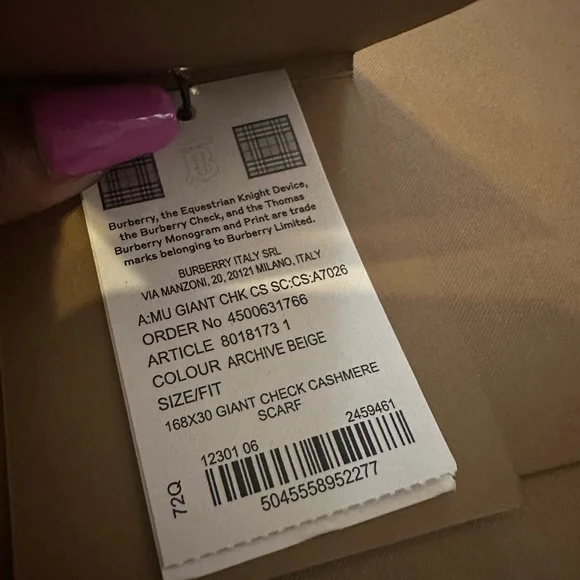 Burberry, the Equestrian Knight Device,
the Burberry Check, and the Thomas
Burberry Monogram and Print are trade
marks belonging to Burberry Limited.
BURBERRY ITALY SRL
VIA MANZONI, 20, 20121 MILANO, ITALY
A:MU GIANT CHK CS SC:CS:A7026
ORDER No 4500631766
ARTICLE 8018173 1
COLOUR ARCHIVE BEIGE
SIZE/FIT
168X30 GIANT CHECK CASHMERE
SCARF
12301 06 2459461
72Q
5045558952277